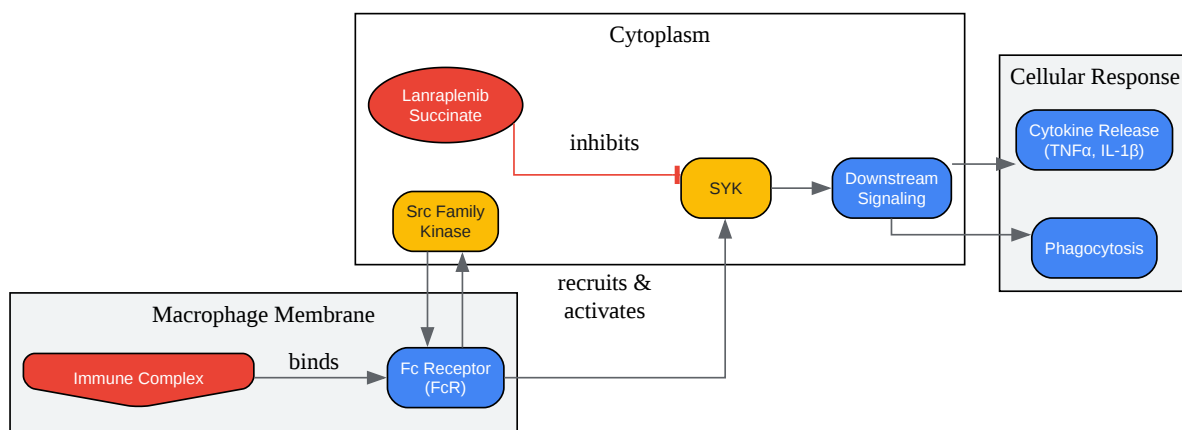 Cytoplasm
Lanraplenib
Succinate
inhibits
SYK
Downstream
Signaling
Src Family
Kinase
Cellular Response
Cytokine Release
(TNFα, IL-1β)
Phagocytosis
recruits &
activates
Macrophage Membrane
Immune Complex
binds
Fc Receptor
(FcR)